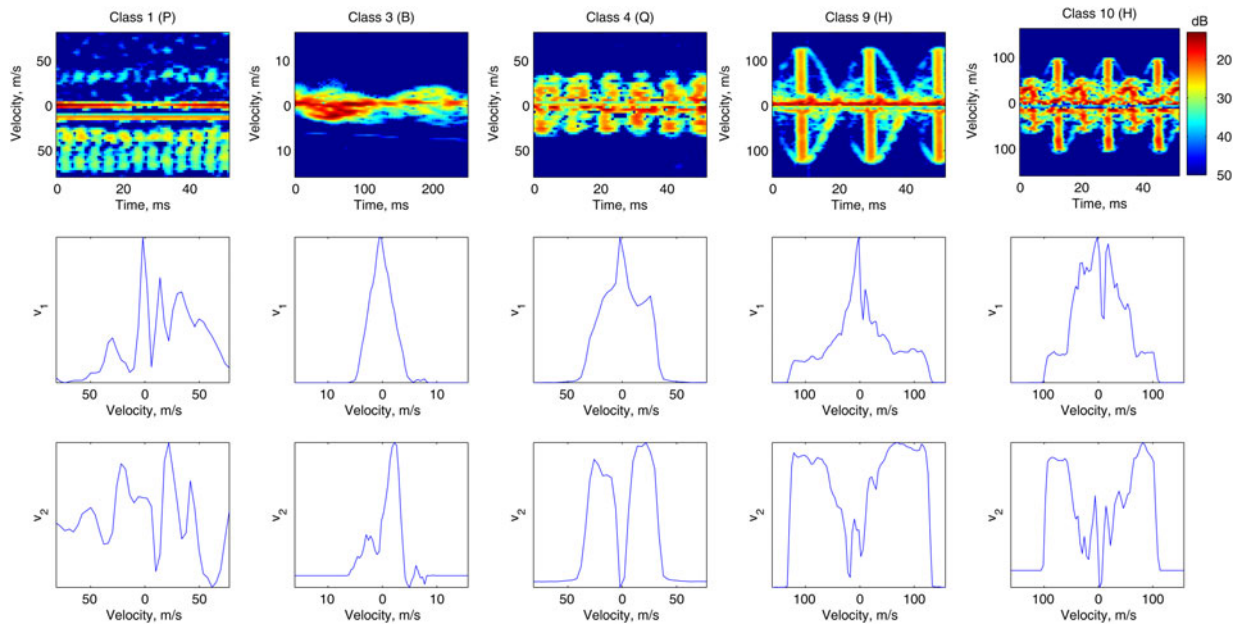 Class 1 (P)
Class 3 (B)
Class 4 (Q)
Class 9 (H)
Class 10 (H)
dB
Velocity, m/s
50
0
50
0 20 40
Time, ms
Velocity, m/s
10
0
10
0 100 200
Time, ms
Velocity, m/s
50
0
50
0 20 40
Time, ms
Velocity, m/s
100
0
100
0 20 40
Time, ms
Velocity, m/s
100
0
100
0 20 40
Time, ms
20
30
40
50
v1
50 0 50
Velocity, m/s
v1
10 0 10
Velocity, m/s
v1
50 0 50
Velocity, m/s
v1
100 0 100
Velocity, m/s
v1
100 0 100
Velocity, m/s
v2
50 0 50
Velocity, m/s
v2
10 0 10
Velocity, m/s
v2
50 0 50
Velocity, m/s
v2
100 0 100
Velocity, m/s
v2
100 0 100
Velocity, m/s